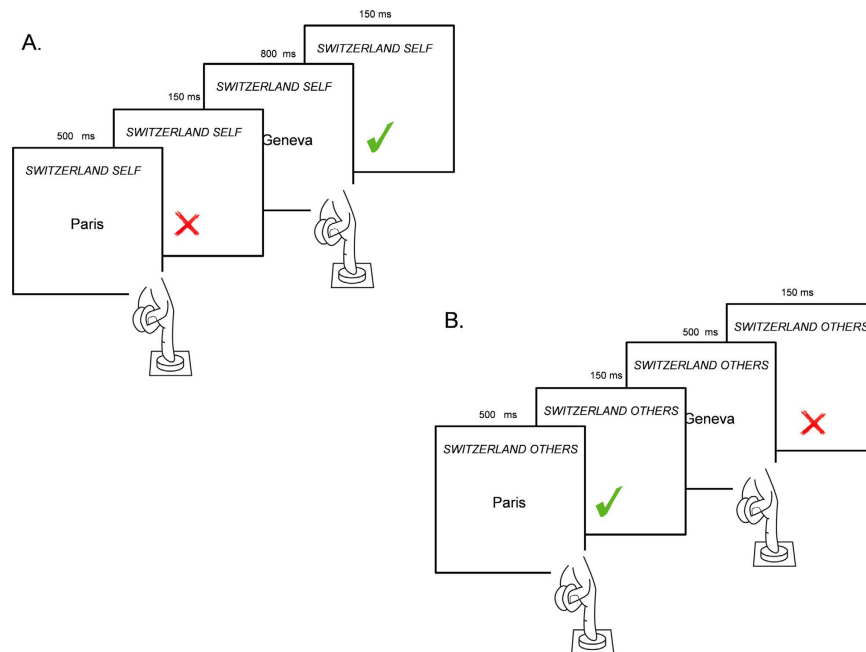 A.
150 ms
SWITZERLAND SELF
800 ms
SWITZERLAND SELF
Geneva
150 ms
SWITZERLAND SELF
500 ms
SWITZERLAND SELF
Paris
B.
150 ms
SWITZERLAND OTHERS
500 ms
SWITZERLAND OTHERS
Geneva
150 ms
SWITZERLAND OTHERS
500 ms
SWITZERLAND OTHERS
Paris